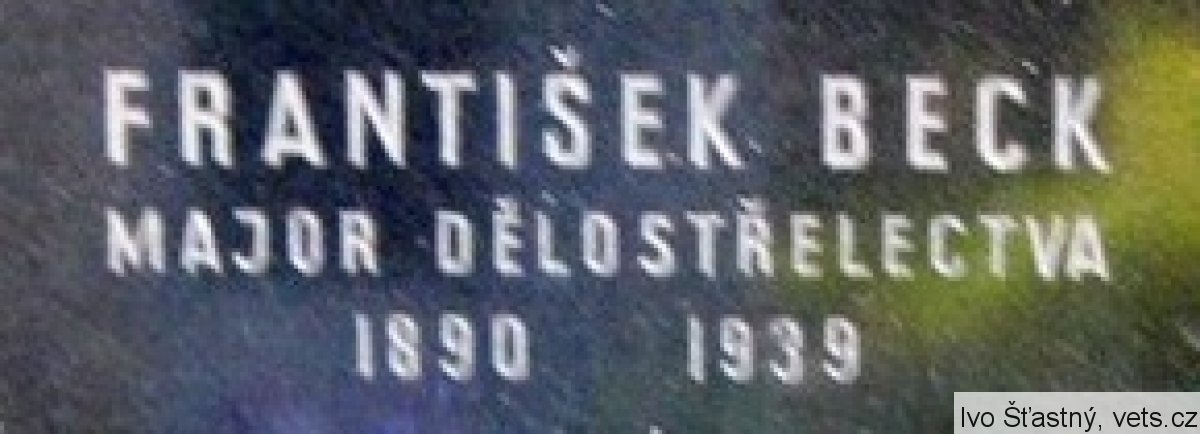 FRANTIŠEK BECK
MAJOR DĚLOSTŘELECTVA
1890 1939
Ivo Šťastný, vets.cz